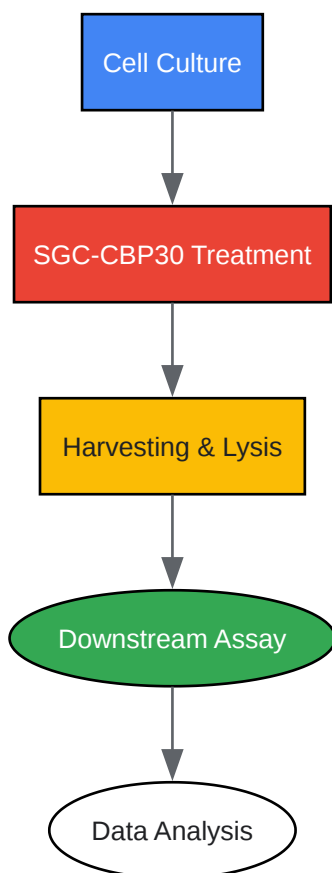 Cell Culture
SGC-CBP30 Treatment
Harvesting & Lysis
Downstream Assay
Data Analysis